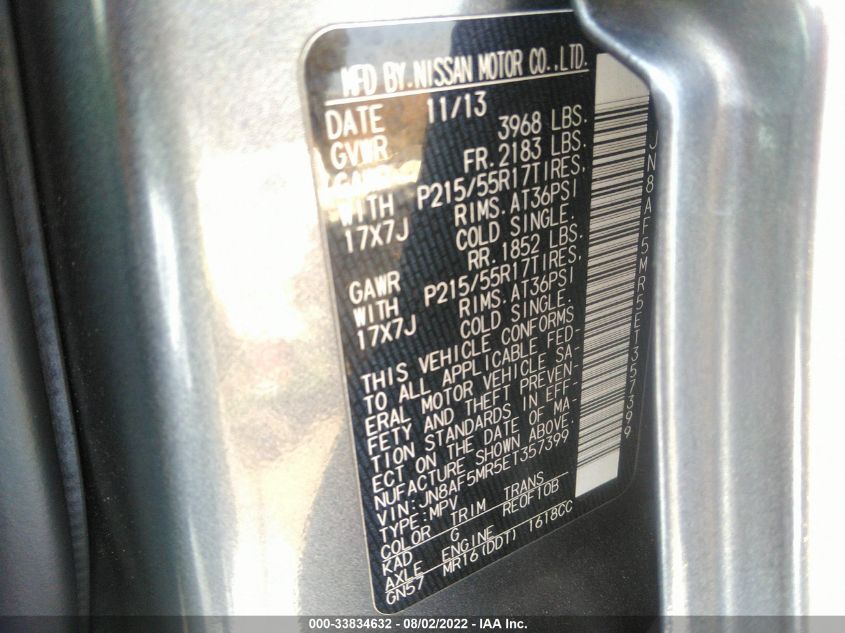 MFD BY. NISSAN MOTOR CO., LTD.
DATE 11/13
GVWR 3968 LBS.
GAWR FR. 2183 LBS.
WITH P215/55R17TIRES,
17X7J RIMS. AT36PSI
COLD SINGLE.
GAWR RR. 1852 LBS.
WITH P215/55R17TIRES,
17X7J RIMS. AT36PSI
COLD SINGLE.
THIS VEHICLE CONFORMS
TO ALL APPLICABLE FED-
ERAL MOTOR VEHICLE SA-
FETY AND THEFT PREVEN-
TION STANDARDS IN EFF-
ECT ON THE DATE OF MA-
NUFACTURE SHOWN ABOVE.
VIN:JN8AF5MR5ET357399
TYPE:MPV
COLOR TRIM TRANS
KAD G RE0F10B
AXLE ENGINE
GN57 MR16(DDT) 1618CC
JN8AF5MR5ET357399
000-33834632 - 08/02/2022 - IAA Inc.